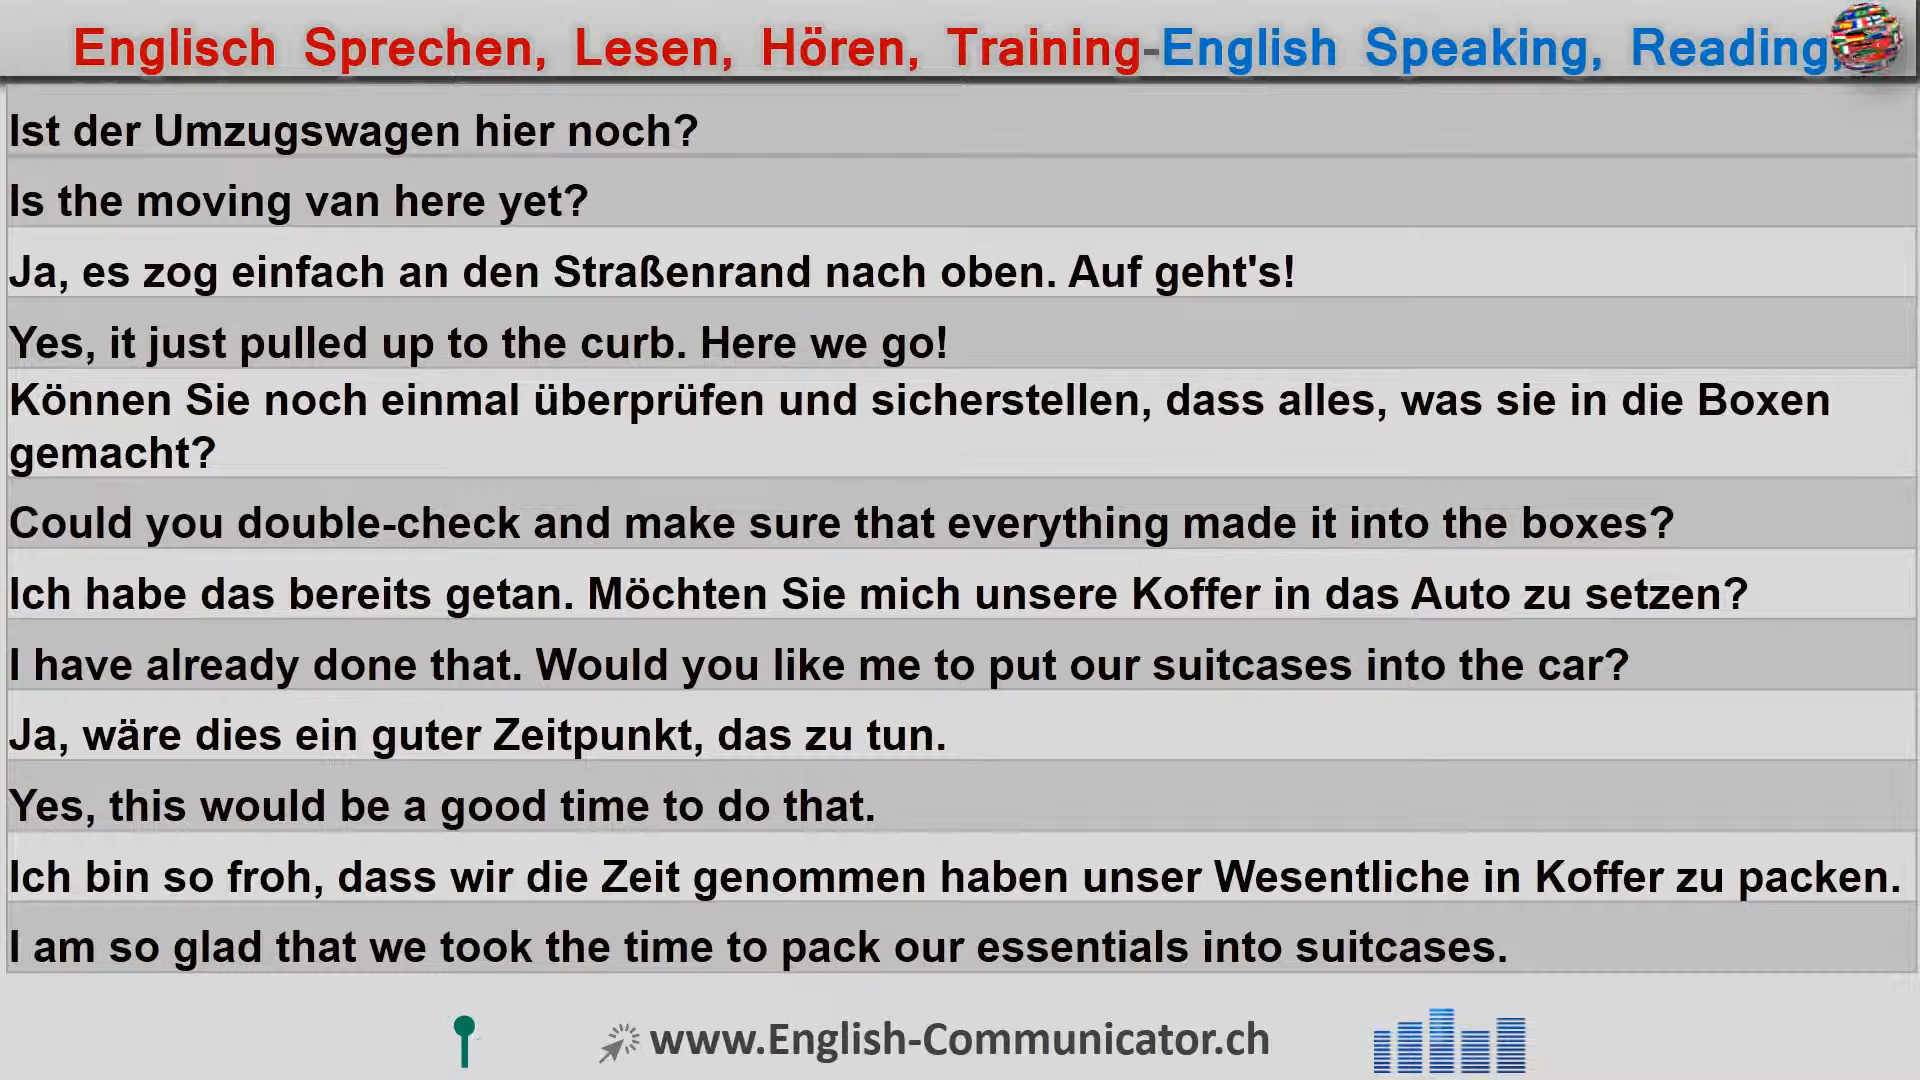 Englisch Sprechen, Lesen, Hören, Training-English Speaking, Reading,
Ist der Umzugswagen hier noch?
Is the moving van here yet?
Ja, es zog einfach an den Straßenrand nach oben. Auf geht's!
Yes, it just pulled up to the curb. Here we go!
Können Sie noch einmal überprüfen und sicherstellen, dass alles, was sie in die Boxen
gemacht?
Could you double-check and make sure that everything made it into the boxes?
Ich habe das bereits getan. Möchten Sie mich unsere Koffer in das Auto zu setzen?
I have already done that. Would you like me to put our suitcases into the car?
Ja, wäre dies ein guter Zeitpunkt, das zu tun.
Yes, this would be a good time to do that.
Ich bin so froh, dass wir die Zeit genommen haben unser Wesentliche in Koffer zu packen.
I am so glad that we took the time to pack our essentials into suitcases.
www.English-Communicator.ch